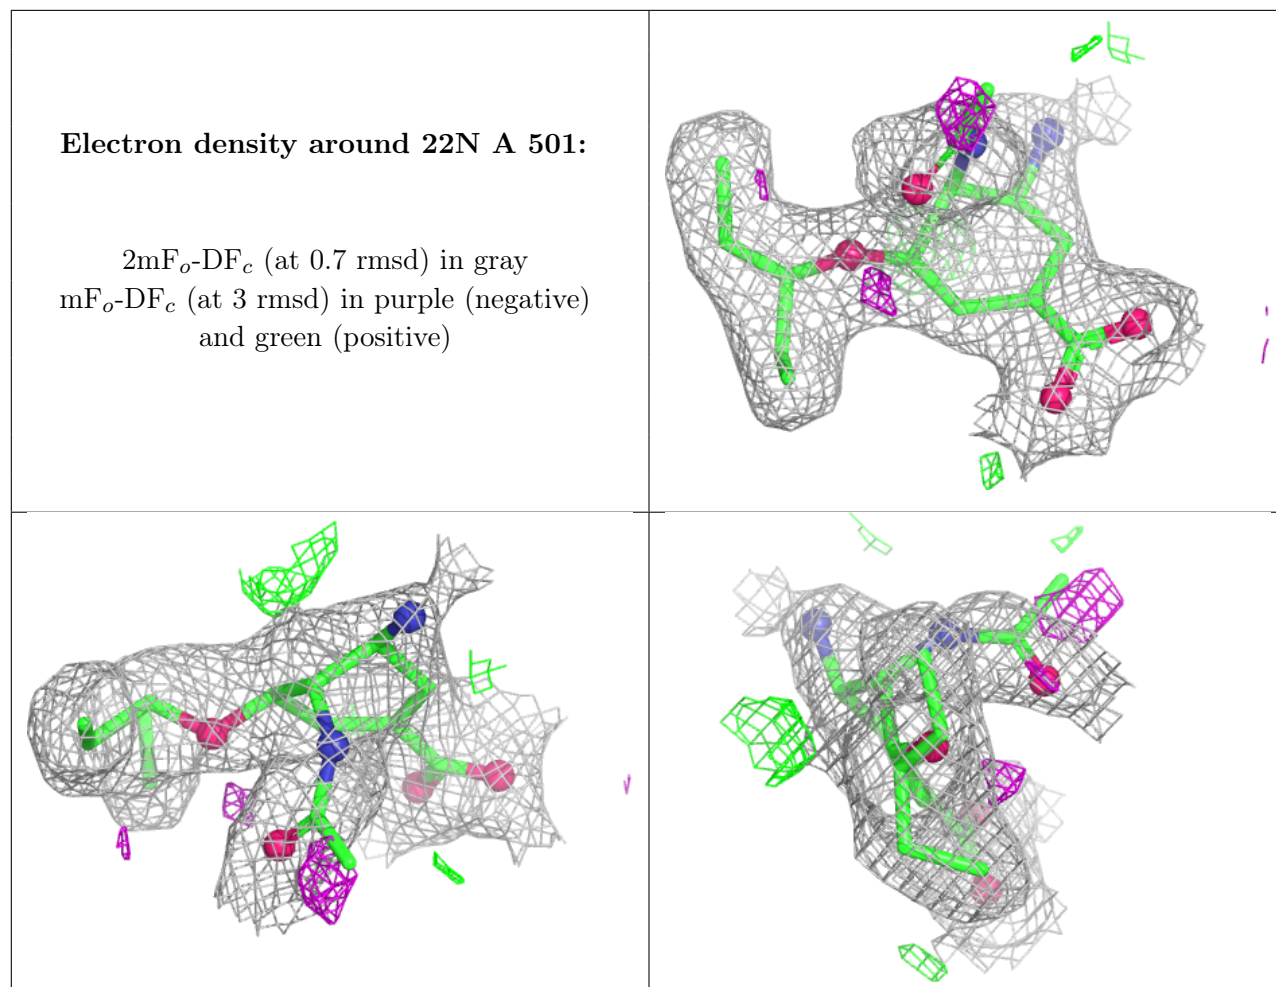 Electron density around 22N A 501:
2mFo-DFc (at 0.7 rmsd) in gray
mFo-DFc (at 3 rmsd) in purple (negative)
and green (positive)